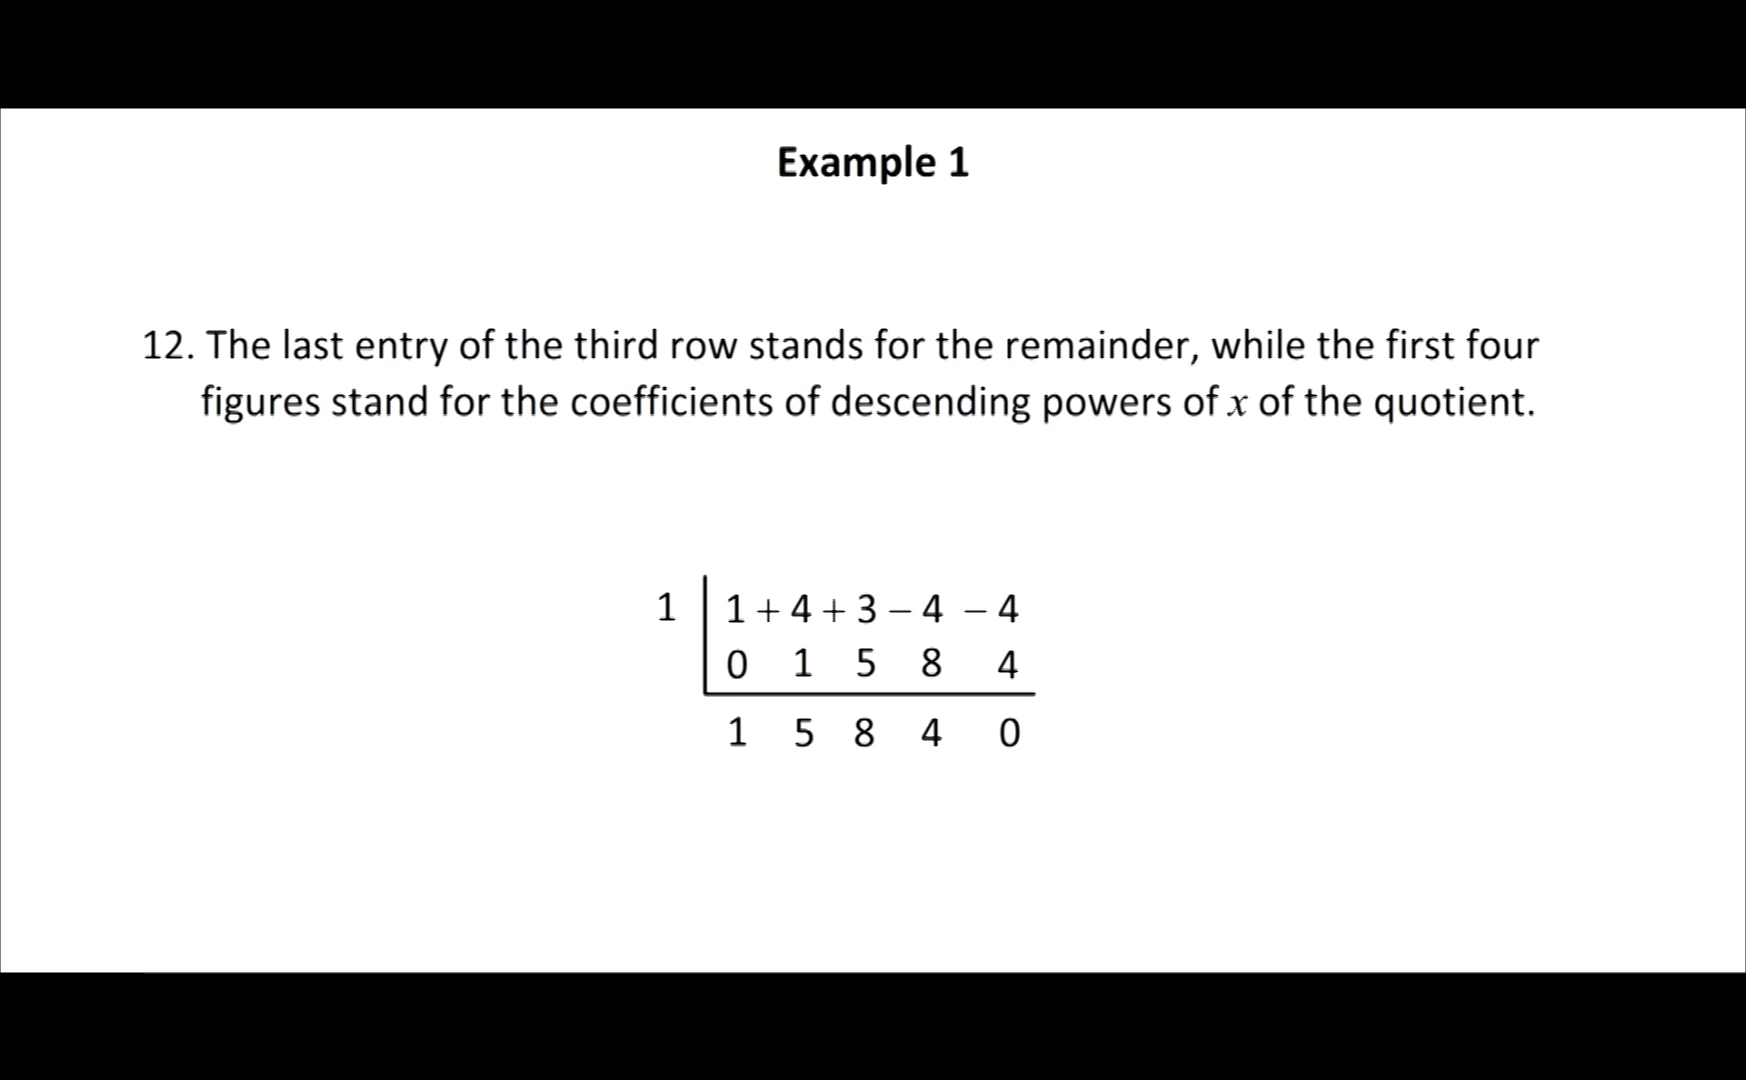 Example 1
12. The last entry of the third row stands for the remainder, while the first four
figures stand for the coefficients of descending powers of x of the quotient.
1 1 + 4 + 3 – 4 – 4
0 1 5 8 4
1 5 8 4 0